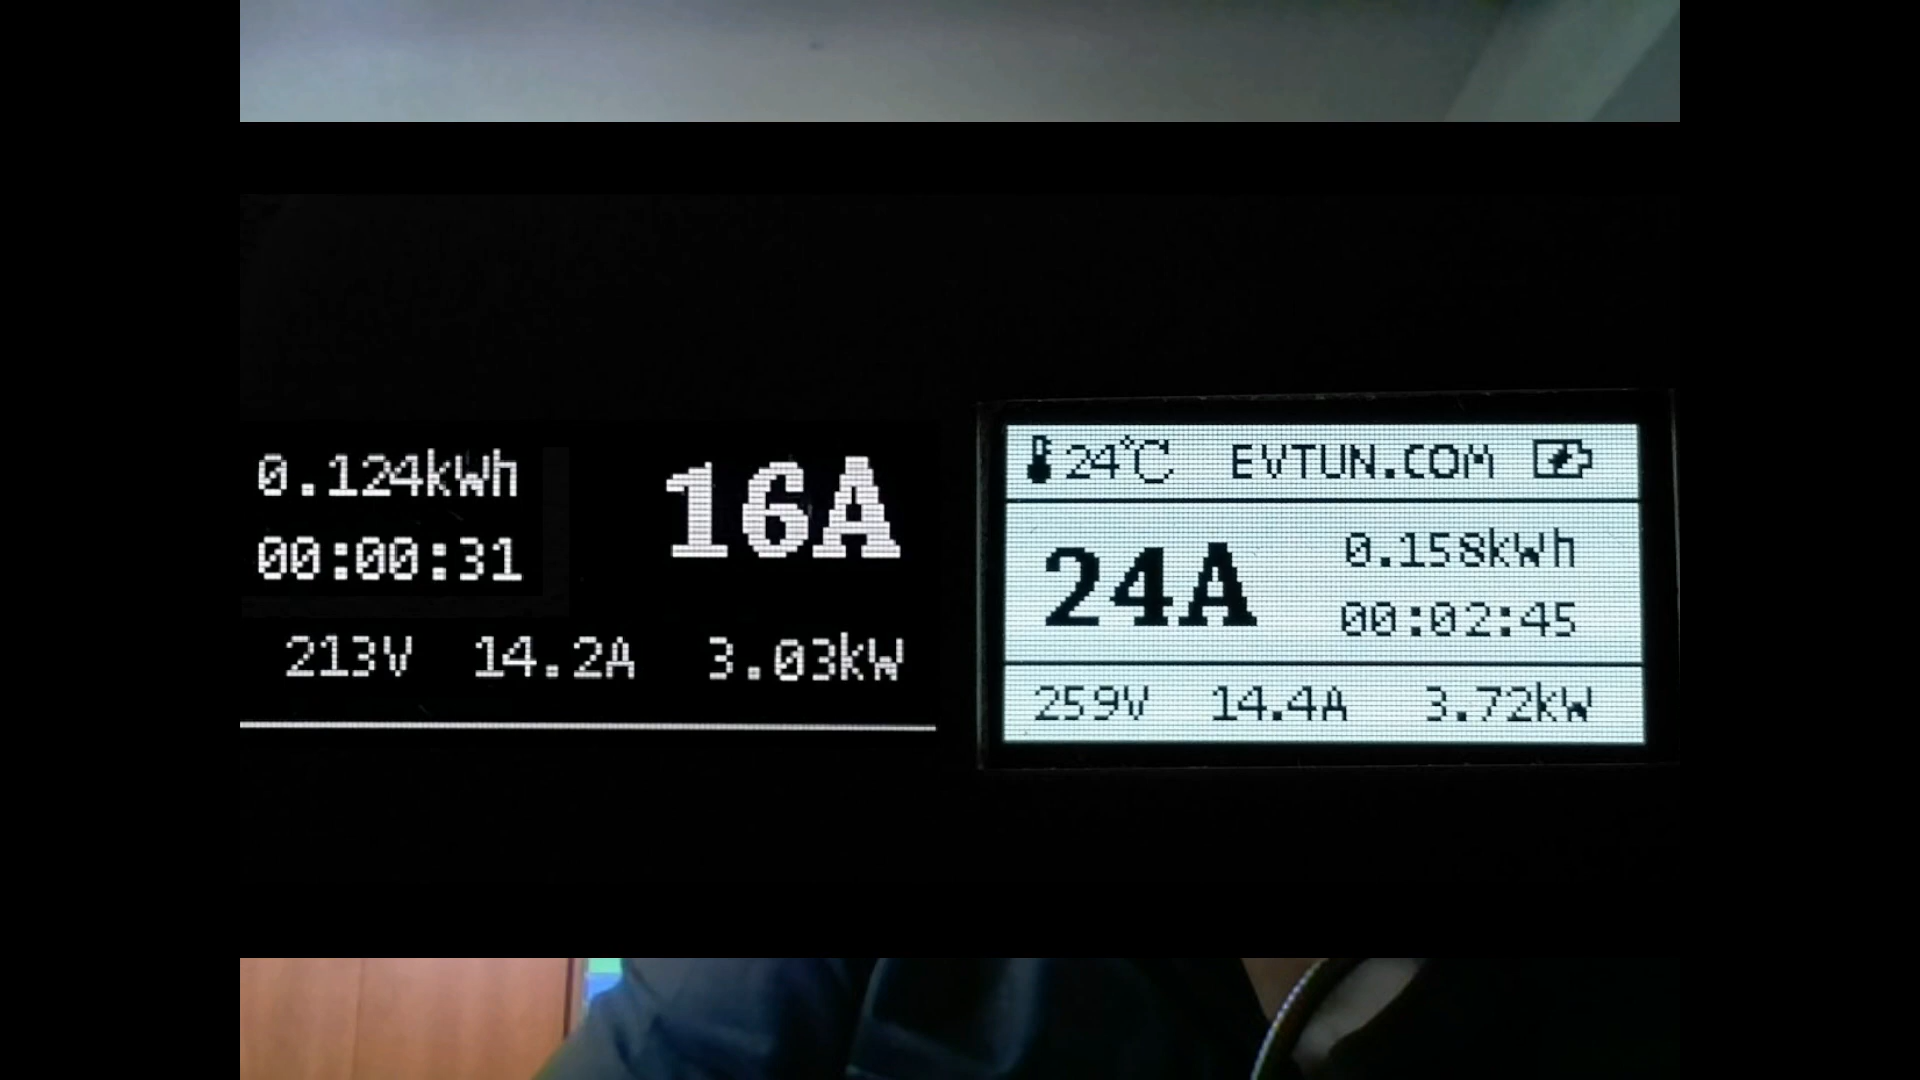 0.124kWh
16A
00:00:31
213V 14.2A 3.03kW
24°C EVTUN.COM
24A
0.158kWh
00:02:45
259V 14.4A 3.72kW